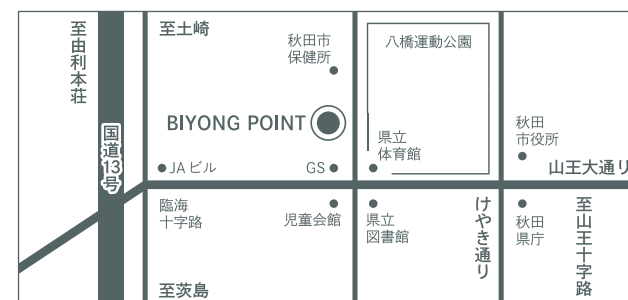 至由利本荘
国道13号
至土崎
秋田市
保健所
BIYONG POINT
JAビル
GS
八橋運動公園
県立
体育館
秋田
市役所
山王大通り
臨海
十字路
児童会館
県立
図書館
けやき通り
秋田
県庁
至山王十字路
至茨島